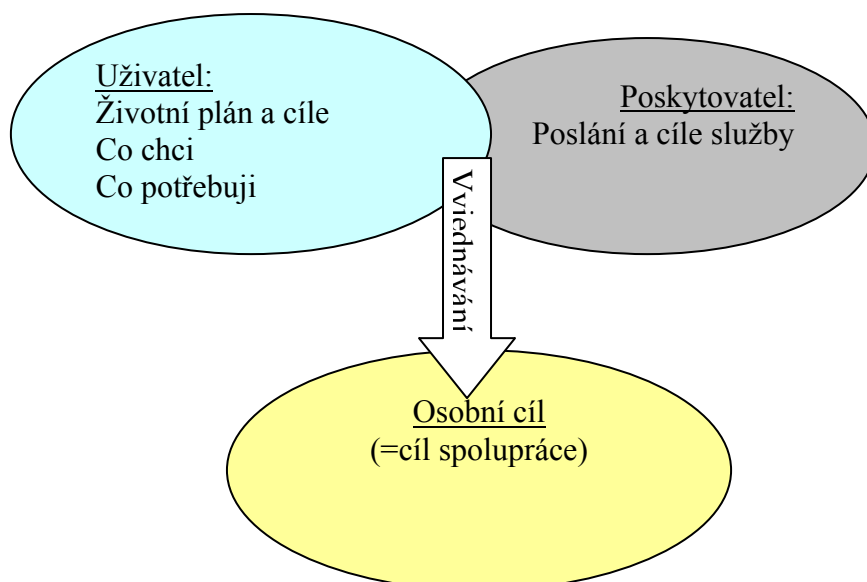 Uživatel:
Životní plán a cíle
Co chci
Co potřebuji
Poskytovatel:
Poslání a cíle služby
Vyjednávání
Osobní cíl
(=cíl spolupráce)